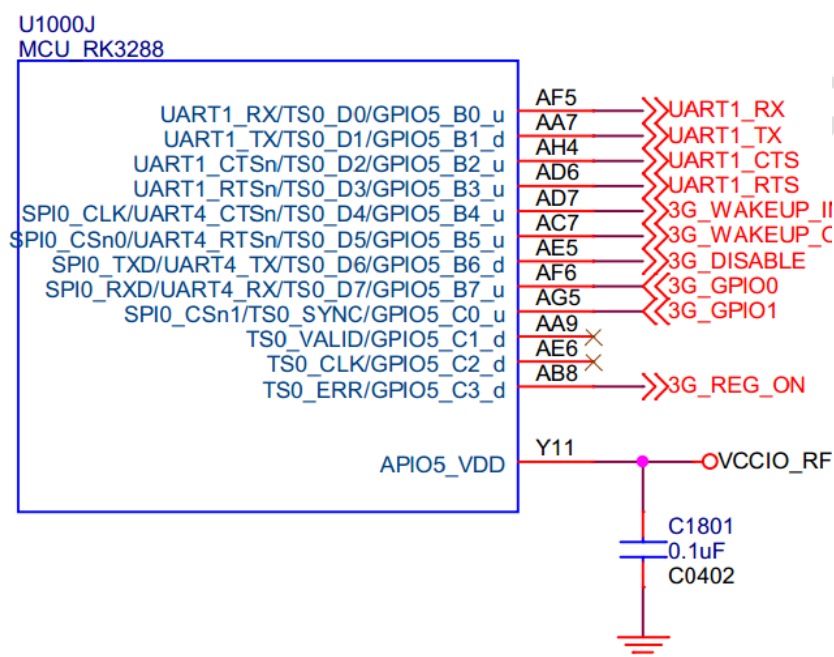 U1000J
MCU_RK3288
UART1_RX/TS0_D0/GPIO5_B0_u AF5 UART1_RX
UART1_TX/TS0_D1/GPIO5_B1_d AA7 UART1_TX
UART1_CTSn/TS0_D2/GPIO5_B2_u AH4 UART1_CTS
UART1_RTSn/TS0_D3/GPIO5_B3_u AD6 UART1_RTS
SPI0_CLK/UART4_CTSn/TS0_D4/GPIO5_B4_u AD7
SPI0_CSn0/UART4_RTSn/TS0_D5/GPIO5_B5_u AC7
SPI0_TXD/UART4_TX/TS0_D6/GPIO5_B6_d AE5 3G_DISABLE
SPI0_RXD/UART4_RX/TS0_D7/GPIO5_B7_u AF6 3G_GPIO0
SPI0_CSn1/TS0_SYNC/GPIO5_C0_u AG5 3G_GPIO1
TS0_VALID/GPIO5_C1_d AA9
TS0_CLK/GPIO5_C2_d AE6
TS0_ERR/GPIO5_C3_d AB8 3G_REG_ON
APIO5_VDD Y11 VCCIO_RF
C1801
0.1uF
C0402